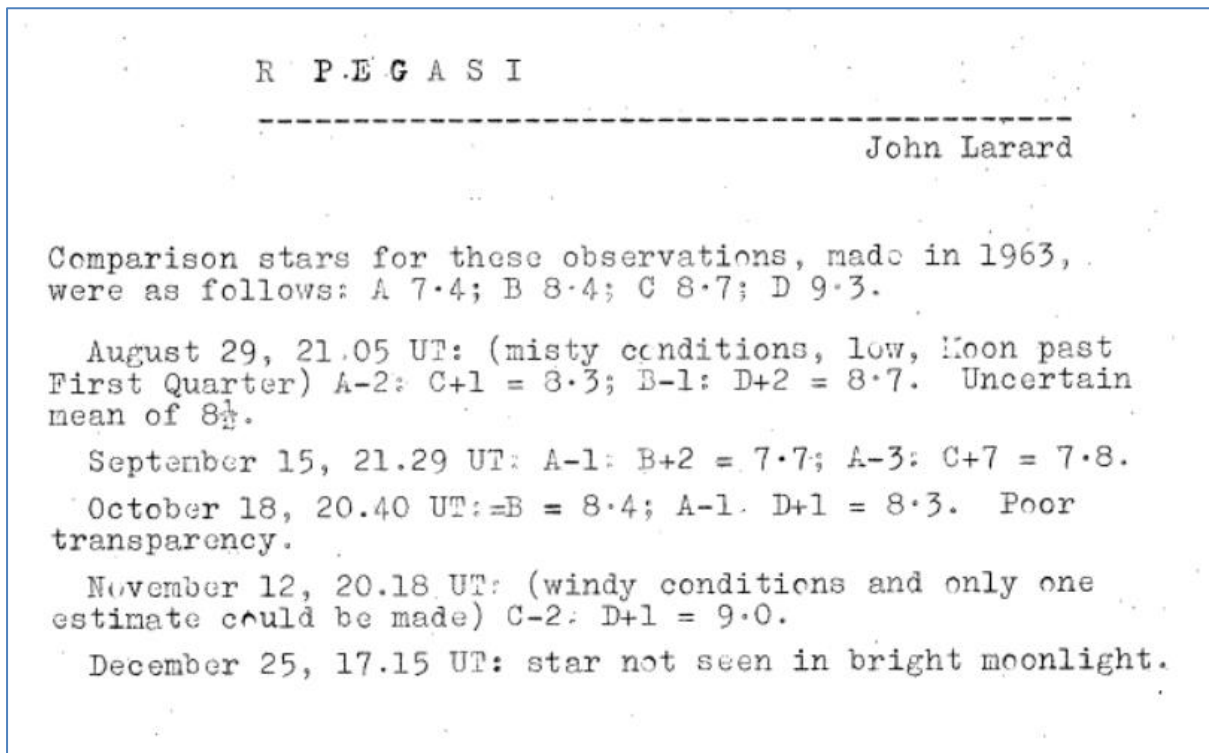 R P E G A S I
--------------------------------------------
John Larard
Comparison stars for these observations, made in 1963,
were as follows: A 7·4; B 8·4; C 8·7; D 9·3.
August 29, 21.05 UT: (misty conditions, low, Moon past
First Quarter) A-2: C+1 = 8·3; B-1: D+2 = 8·7. Uncertain
mean of 8½.
September 15, 21.29 UT: A-1: B+2 = 7·7; A-3: C+7 = 7·8.
October 18, 20.40 UT:=B = 8·4; A-1. D+1 = 8·3. Poor
transparency.
November 12, 20.18 UT: (windy conditions and only one
estimate could be made) C-2: D+1 = 9·0.
December 25, 17.15 UT: star not seen in bright moonlight.